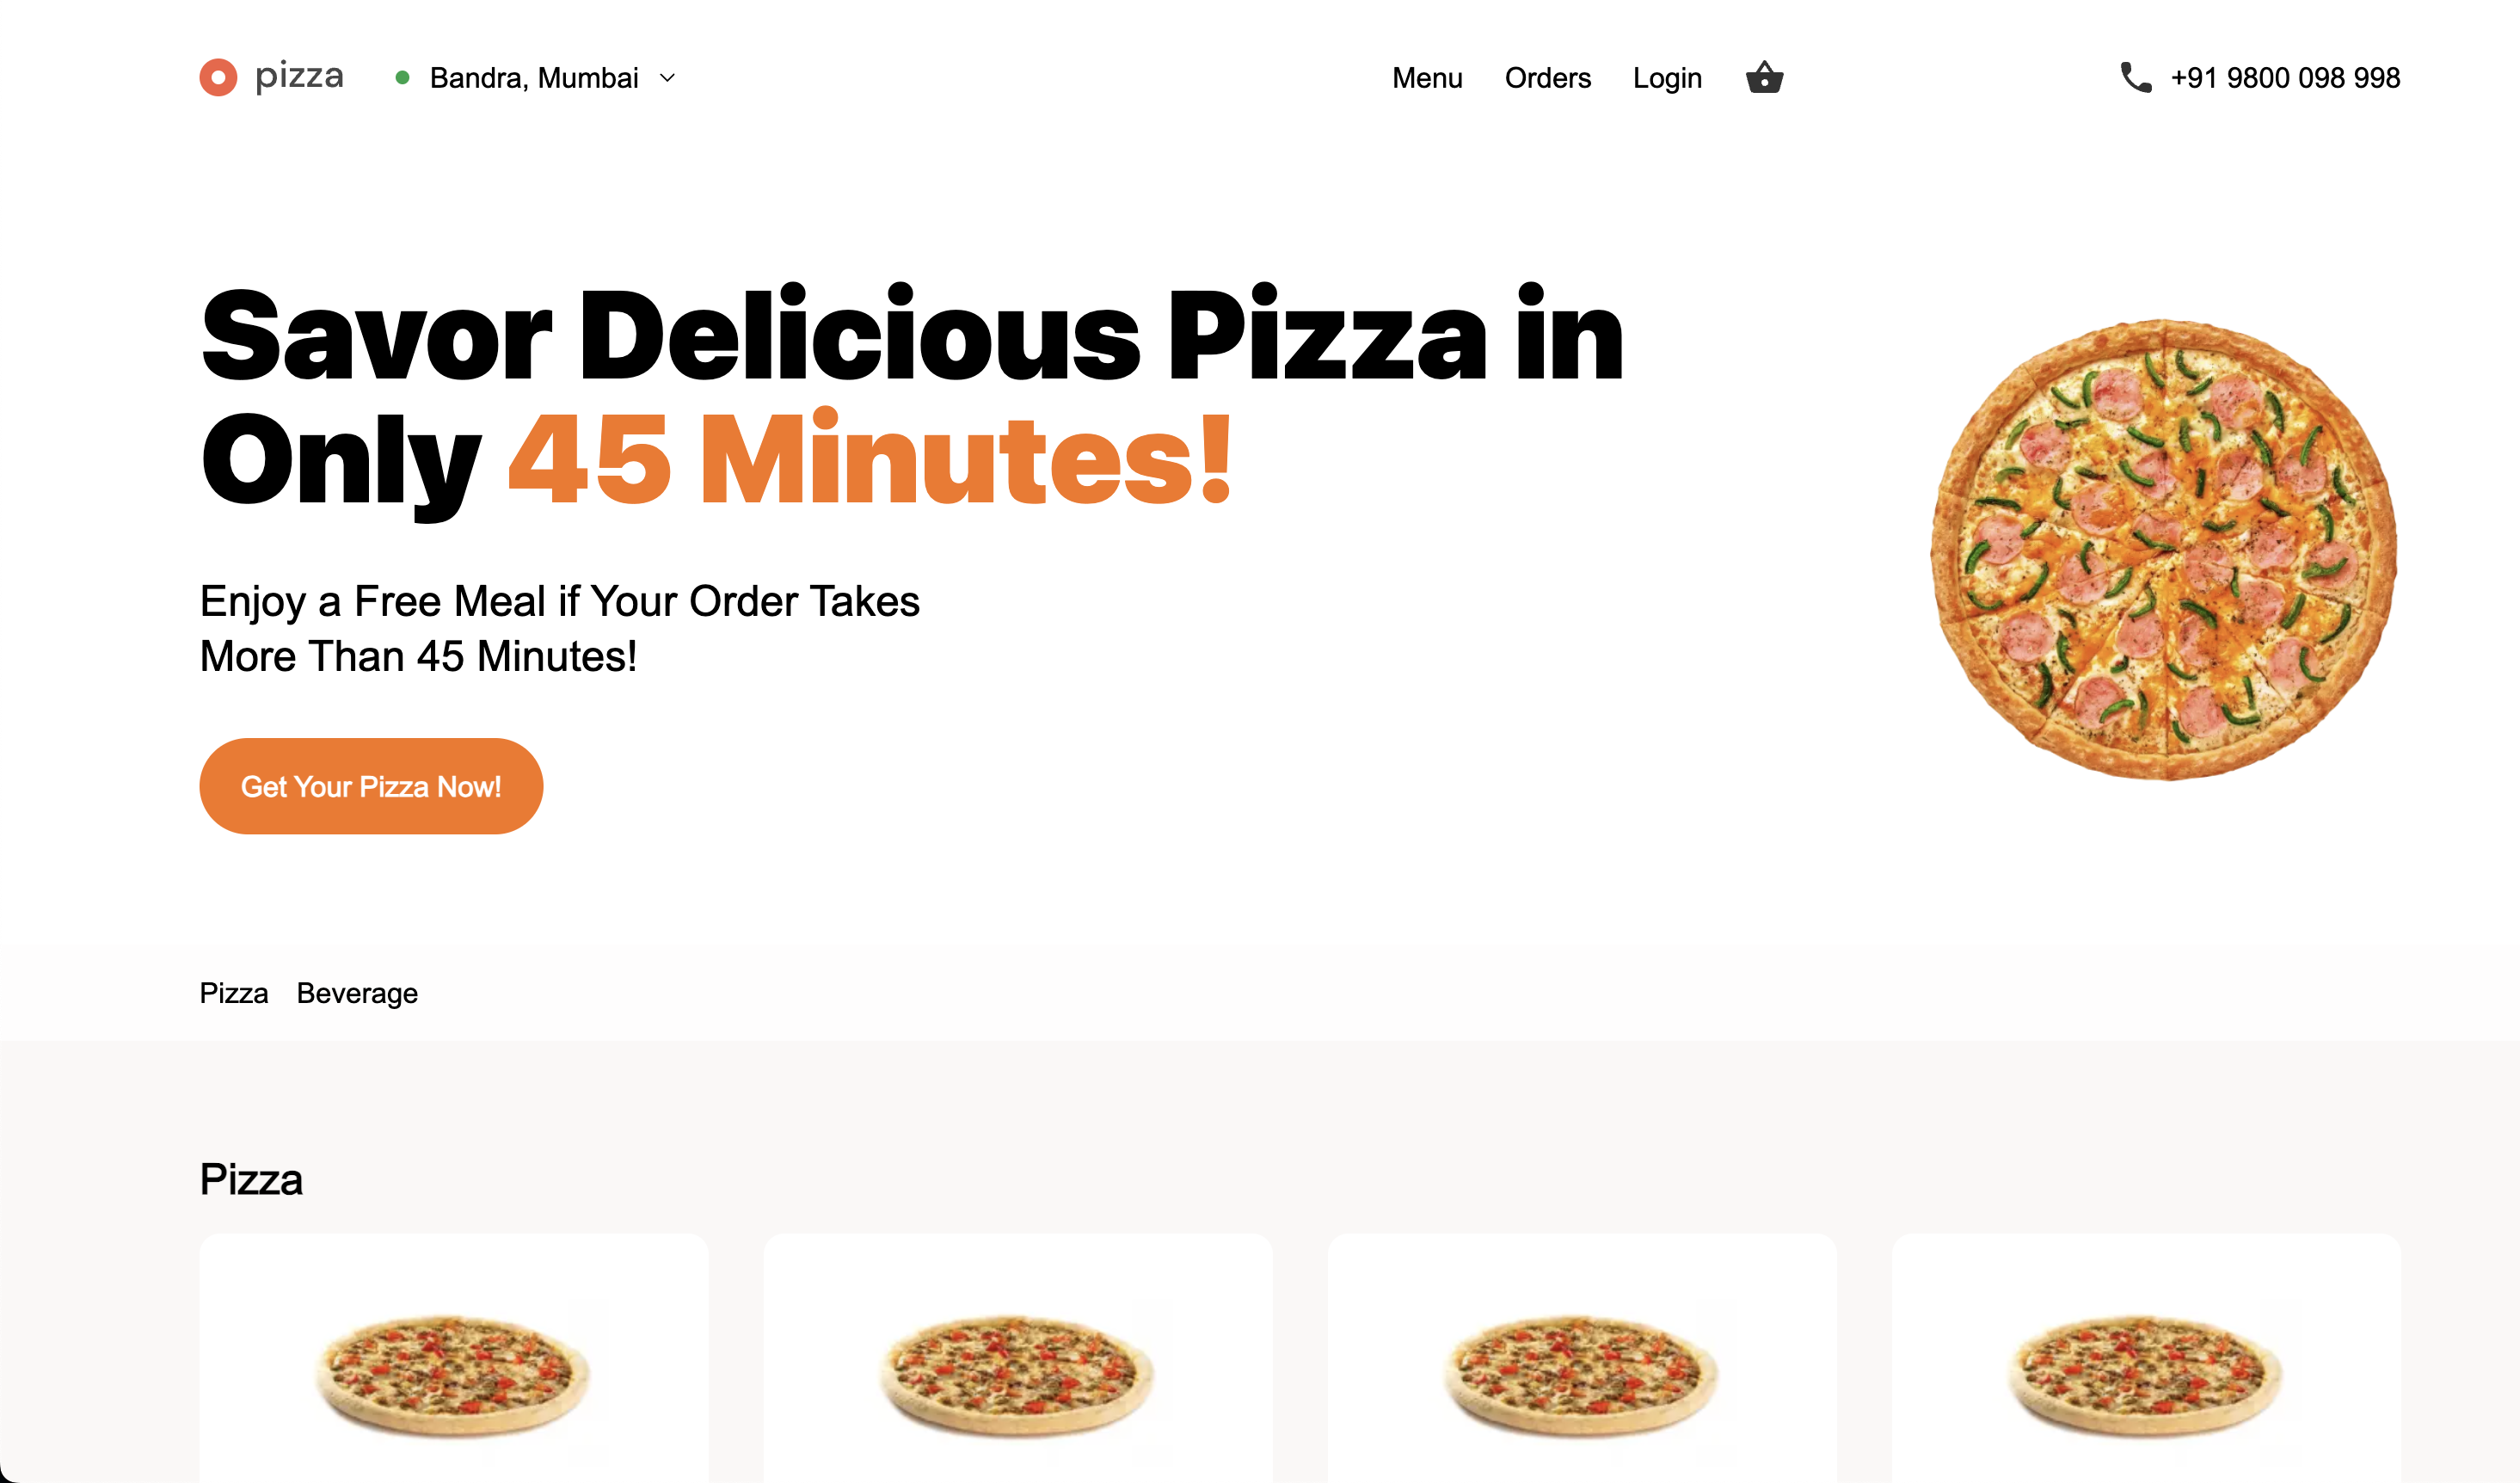 pizza
Bandra, Mumbai
Menu
Orders
Login
+91 9800 098 998
Savor Delicious Pizza in
Only 45 Minutes!
Enjoy a Free Meal if Your Order Takes
More Than 45 Minutes!
Get Your Pizza Now!
Pizza
Beverage
Pizza